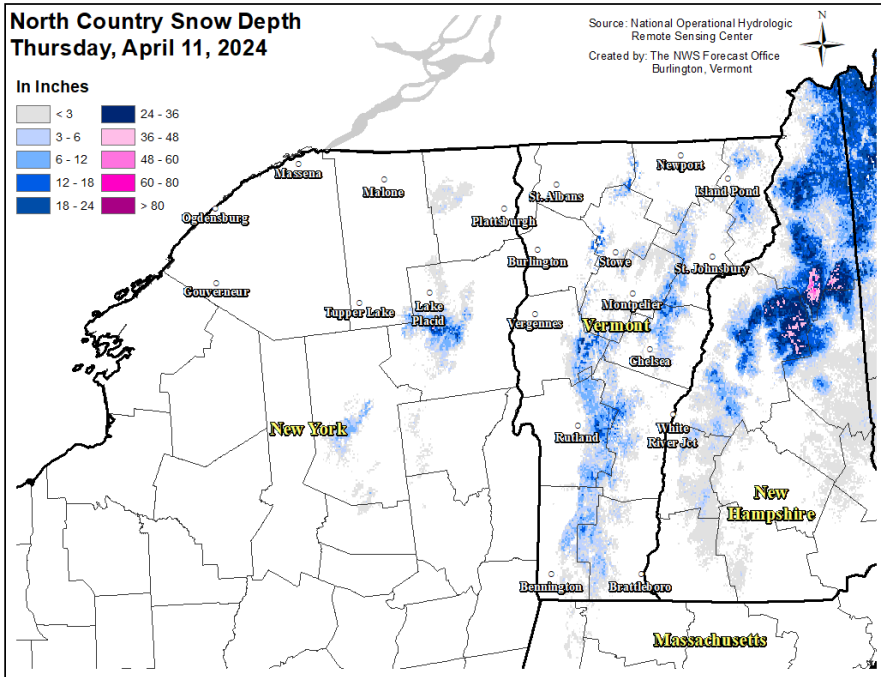 North Country Snow Depth
Thursday, April 11, 2024
Source: National Operational Hydrologic
Remote Sensing Center
Created by: The NWS Forecast Office
Burlington, Vermont
N
In Inches
< 3
3 - 6
6 - 12
12 - 18
18 - 24
24 - 36
36 - 48
48 - 60
60 - 80
> 80
Massena
Malone
Ogdensburg
Plattsburgh
St. Albans
Newport
Island Pond
Gouverneur
Tupper Lake
Lake
Placid
Burlington
Stowe
St. Johnsbury
Vergennes
Montpelier
Vermont
Chelsea
New York
Rutland
White
River Jct
New
Hampshire
Bennington
Brattleboro
Massachusetts